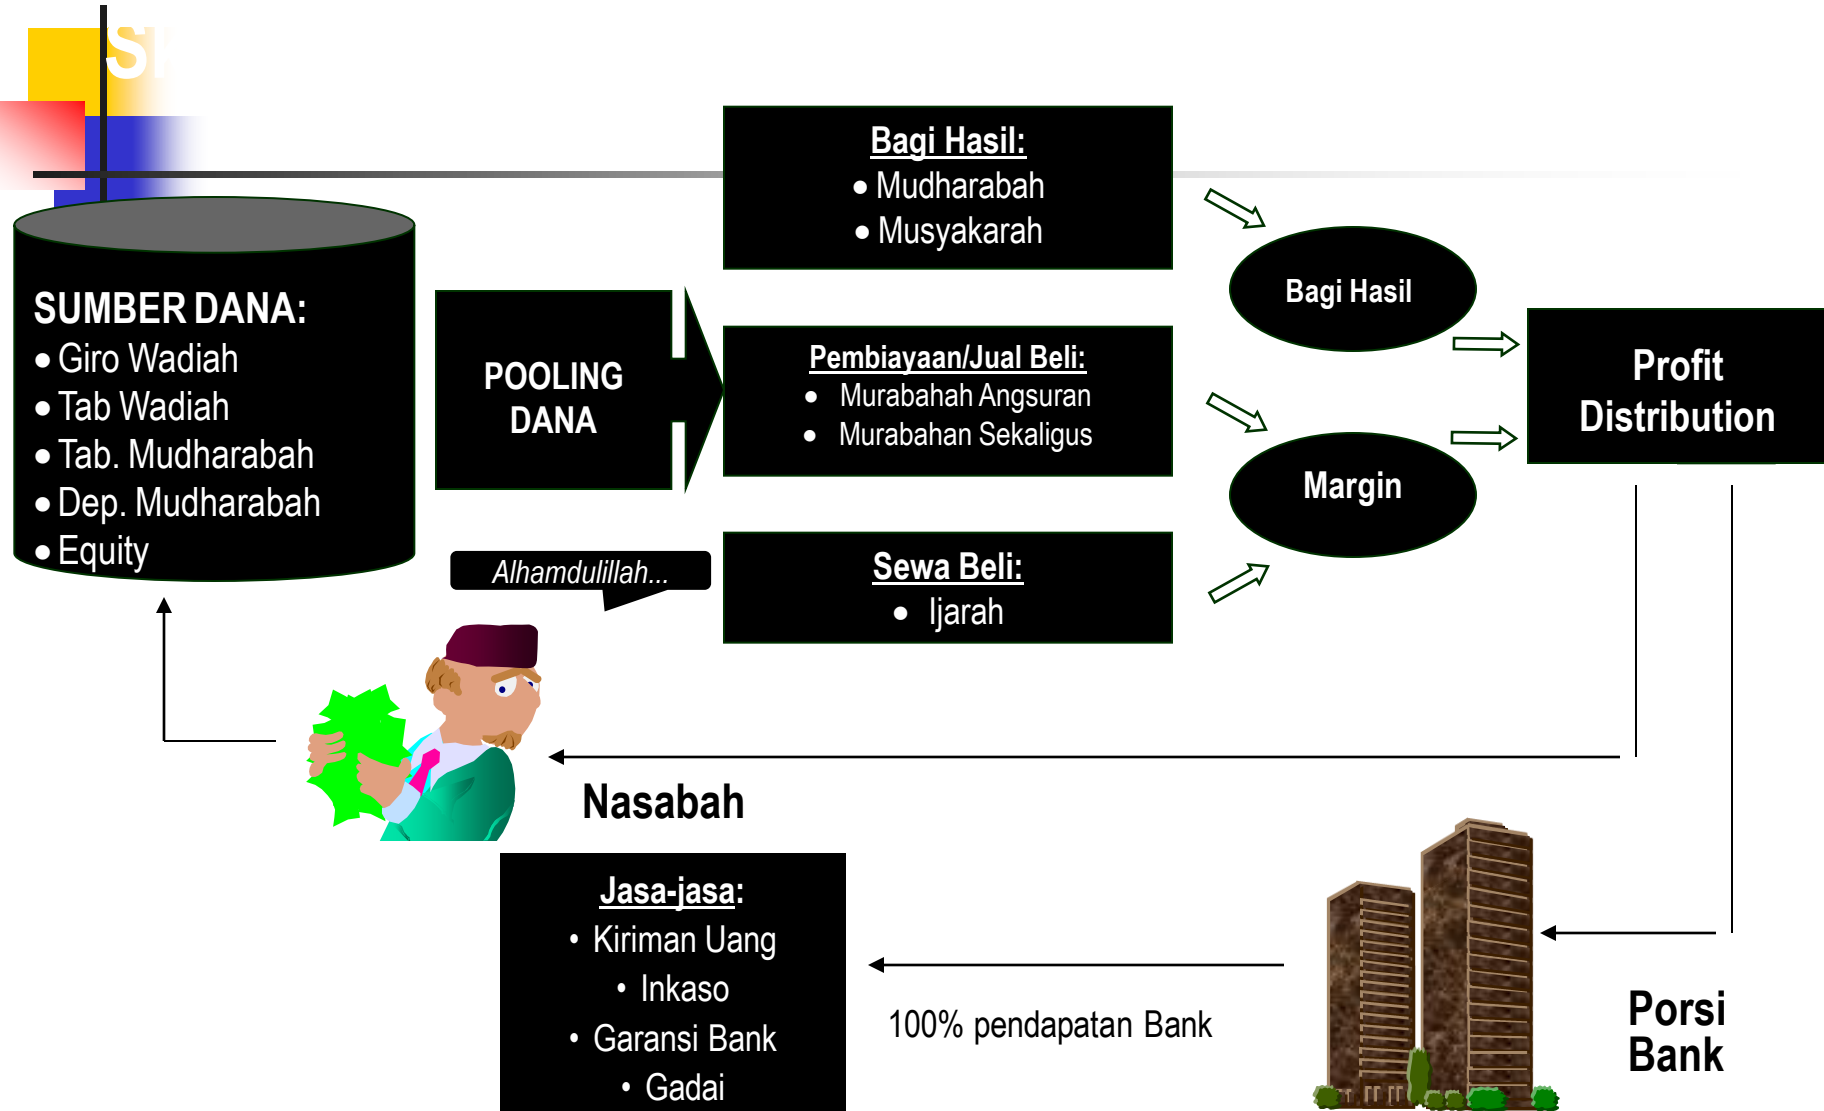 Bagi Hasil:
• Mudharabah
• Musyakarah
SUMBER DANA:
• Giro Wadiah
• Tab Wadiah
• Tab. Mudharabah
• Dep. Mudharabah
• Equity
POOLING
DANA
Pembiayaan/Jual Beli:
• Murabahah Angsuran
• Murabahan Sekaligus
Sewa Beli:
• Ijarah
Bagi Hasil
Margin
Profit
Distribution
Alhamdulillah...
Nasabah
Jasa-jasa:
• Kiriman Uang
• Inkaso
• Garansi Bank
• Gadai
100% pendapatan Bank
Porsi
Bank